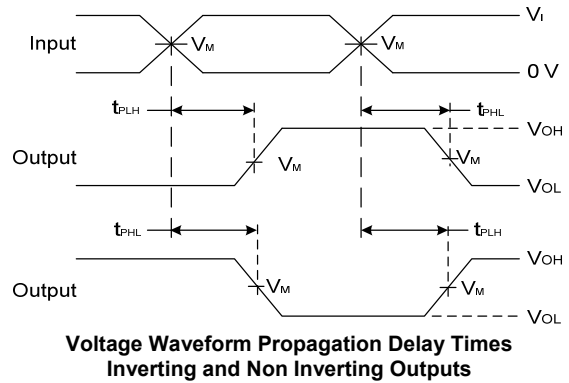 VI
Input
VM
VM
0 V
tPLH
tPHL
VOH
Output
VM
VM
VOL
tPHL
tPLH
VOH
Output
VM
VM
VOL
Voltage Waveform Propagation Delay Times
Inverting and Non Inverting Outputs